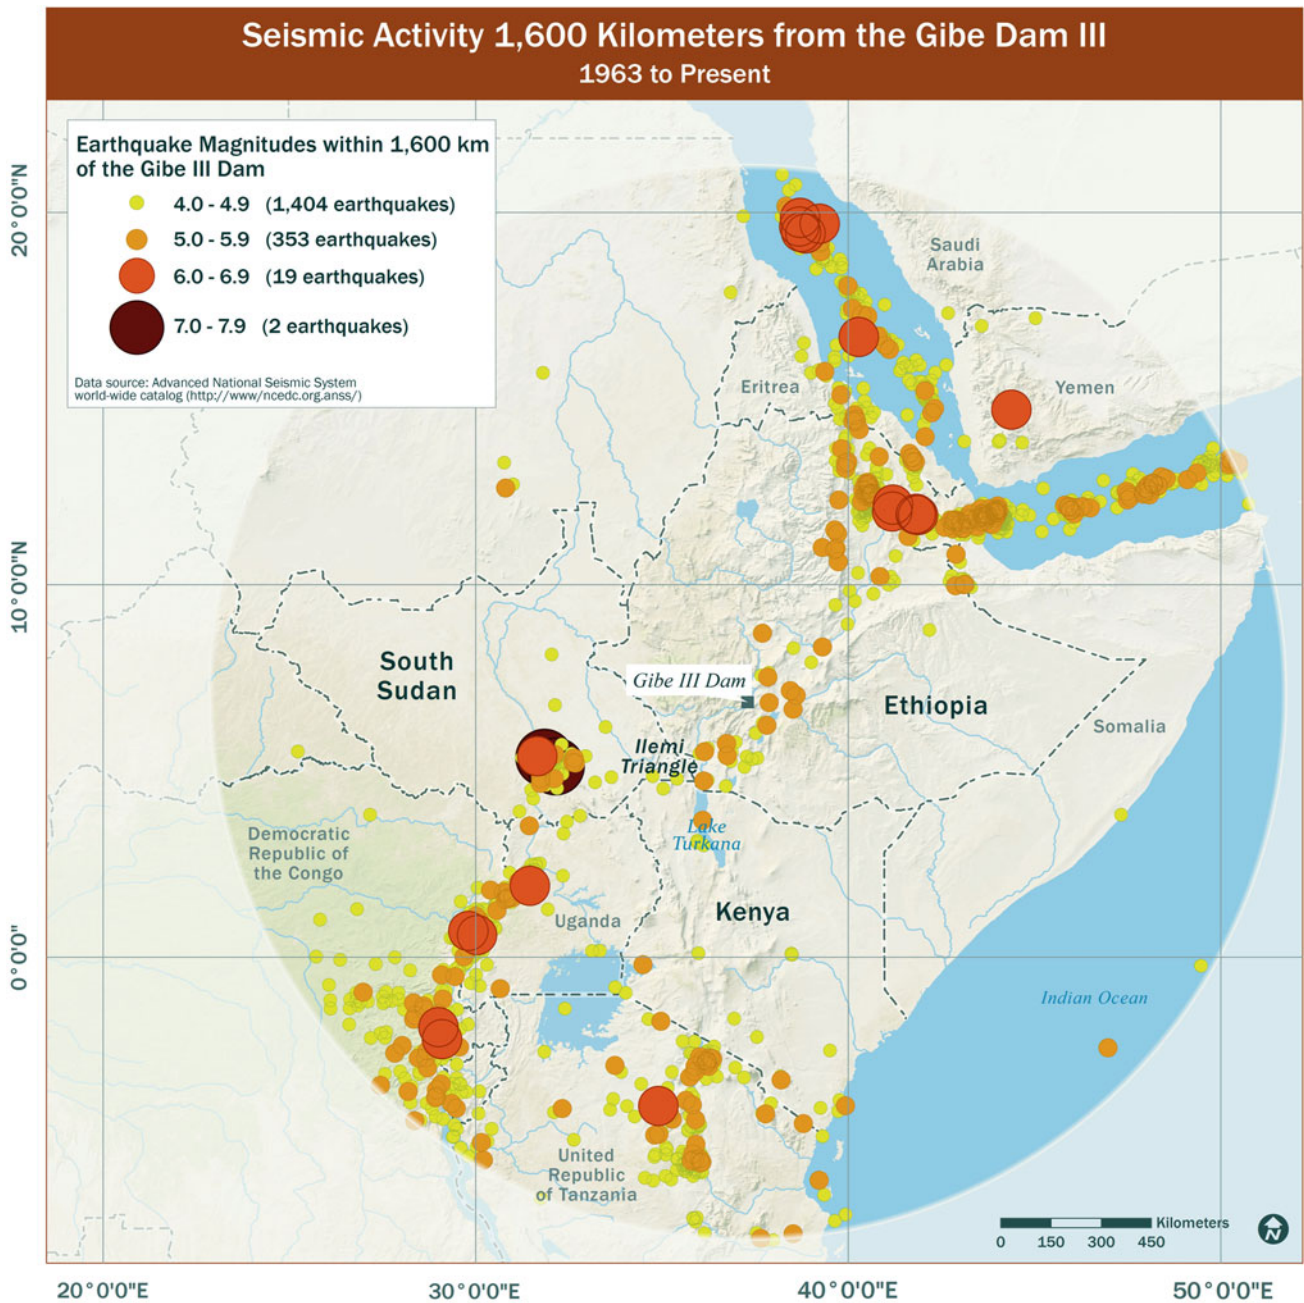 Seismic Activity 1,600 Kilometers from the Gibe Dam III
1963 to Present
Earthquake Magnitudes within 1,600 km
of the Gibe III Dam
4.0 - 4.9 (1,404 earthquakes)
5.0 - 5.9 (353 earthquakes)
6.0 - 6.9 (19 earthquakes)
7.0 - 7.9 (2 earthquakes)
Data source: Advanced National Seismic System
world-wide catalog (http://www/ncedc.org.anss/)
20°0'0"N
Saudi
Arabia
Eritrea
Yemen
10°0'0"N
South
Sudan
Gibe III Dam
Ethiopia
Somalia
Ilemi
Triangle
Democratic
Republic of
the Congo
Lake
Turkana
Uganda
Kenya
0°0'0"N
Indian Ocean
United
Republic
of Tanzania
Kilometers
0 150 300 450
N
20°0'0"E
30°0'0"E
40°0'0"E
50°0'0"E